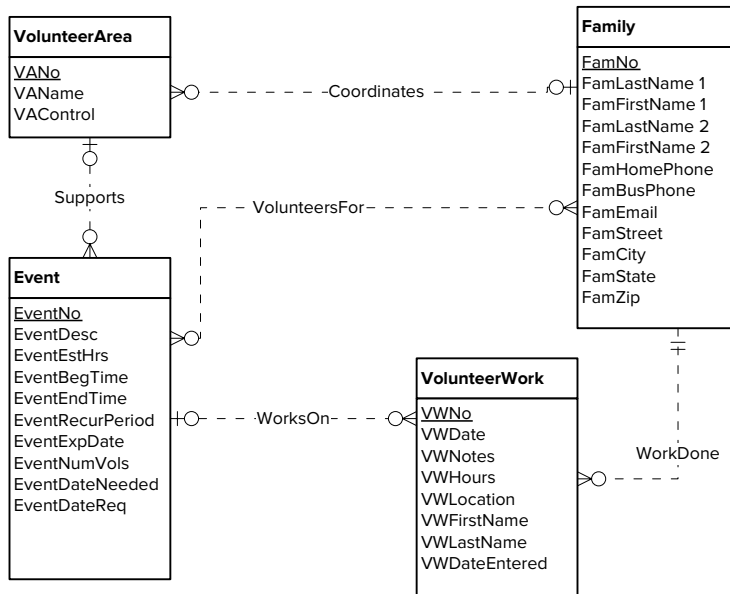 VolunteerArea
VANo
VAName
VAControl
Coordinates
Family
FamNo
FamLastName 1
FamFirstName 1
FamLastName 2
FamFirstName 2
FamHomePhone
FamBusPhone
FamEmail
FamStreet
FamCity
FamState
FamZip
Supports
VolunteersFor
Event
EventNo
EventDesc
EventEstHrs
EventBegTime
EventEndTime
EventRecurPeriod
EventExpDate
EventNumVols
EventDateNeeded
EventDateReq
WorksOn
VolunteerWork
VWNo
VWDate
VWNotes
VWHours
VWLocation
VWFirstName
VWLastName
VWDateEntered
WorkDone